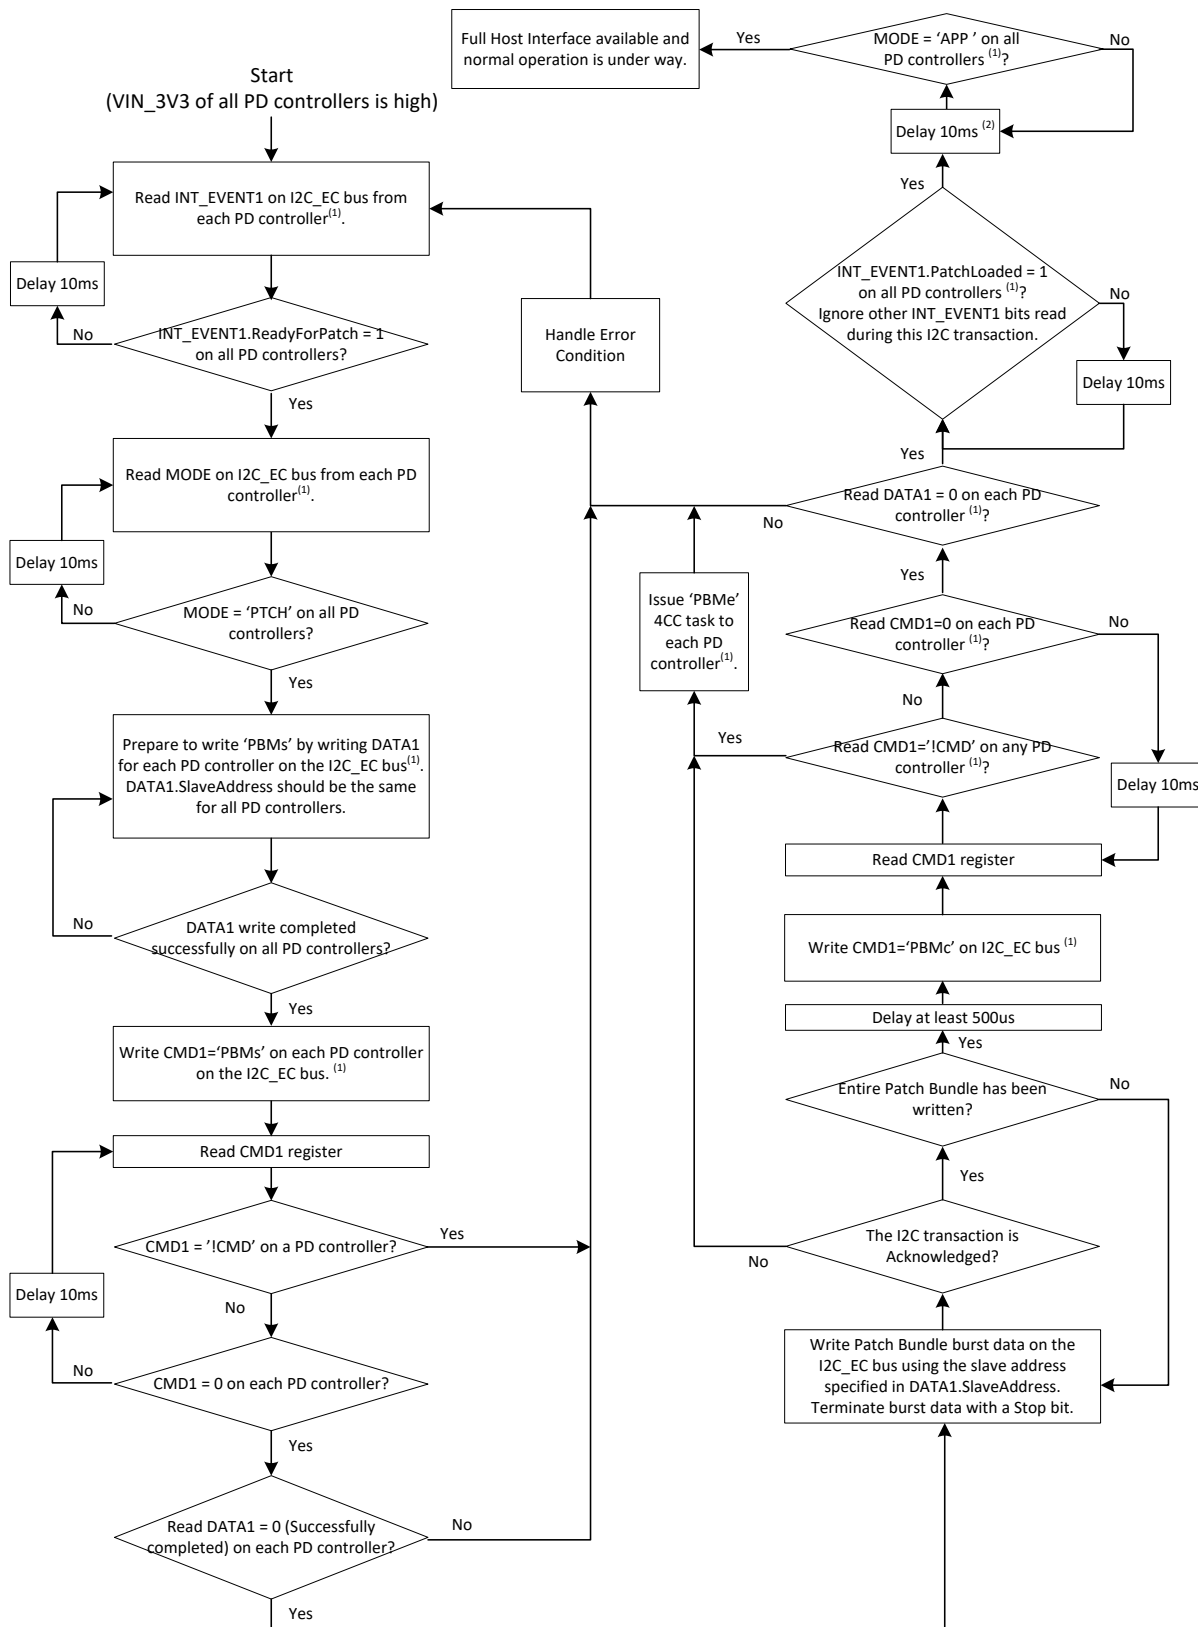 Start
(VIN_3V3 of all PD controllers is high)
Read INT_EVENT1 on I2C_EC bus from
each PD controller(1).
Delay 10ms
No
INT_EVENT1.ReadyForPatch = 1
on all PD controllers?
Yes
Read MODE on I2C_EC bus from each PD
controller(1).
Delay 10ms
No
MODE = 'PTCH' on all PD
controllers?
Yes
Prepare to write 'PBMs' by writing DATA1
for each PD controller on the I2C_EC bus(1).
DATA1.SlaveAddress should be the same
for all PD controllers.
No
DATA1 write completed
successfully on all PD controllers?
Yes
Write CMD1='PBMs' on each PD controller
on the I2C_EC bus. (1)
Read CMD1 register
CMD1 = '!CMD' on a PD controller?
Yes
Delay 10ms
No
No
CMD1 = 0 on each PD controller?
Yes
Read DATA1 = 0 (Successfully
completed) on each PD controller?
No
Yes
Handle Error
Condition
Full Host Interface available and
normal operation is under way.
Yes
MODE = 'APP ' on all
PD controllers (1)?
No
Delay 10ms (2)
Yes
INT_EVENT1.PatchLoaded = 1
on all PD controllers (1)?
Ignore other INT_EVENT1 bits read
during this I2C transaction.
No
Delay 10ms
Yes
Read DATA1 = 0 on each PD
controller (1)?
No
Yes
Issue 'PBMe'
4CC task to
each PD
controller(1).
Read CMD1=0 on each PD
controller (1)?
No
No
Yes
Read CMD1='!CMD' on any PD
controller (1)?
Delay 10ms
Read CMD1 register
Write CMD1='PBMc' on I2C_EC bus (1)
Delay at least 500us
Yes
Entire Patch Bundle has been
written?
No
Yes
The I2C transaction is
Acknowledged?
No
Write Patch Bundle burst data on the
I2C_EC bus using the slave address
specified in DATA1.SlaveAddress.
Terminate burst data with a Stop bit.